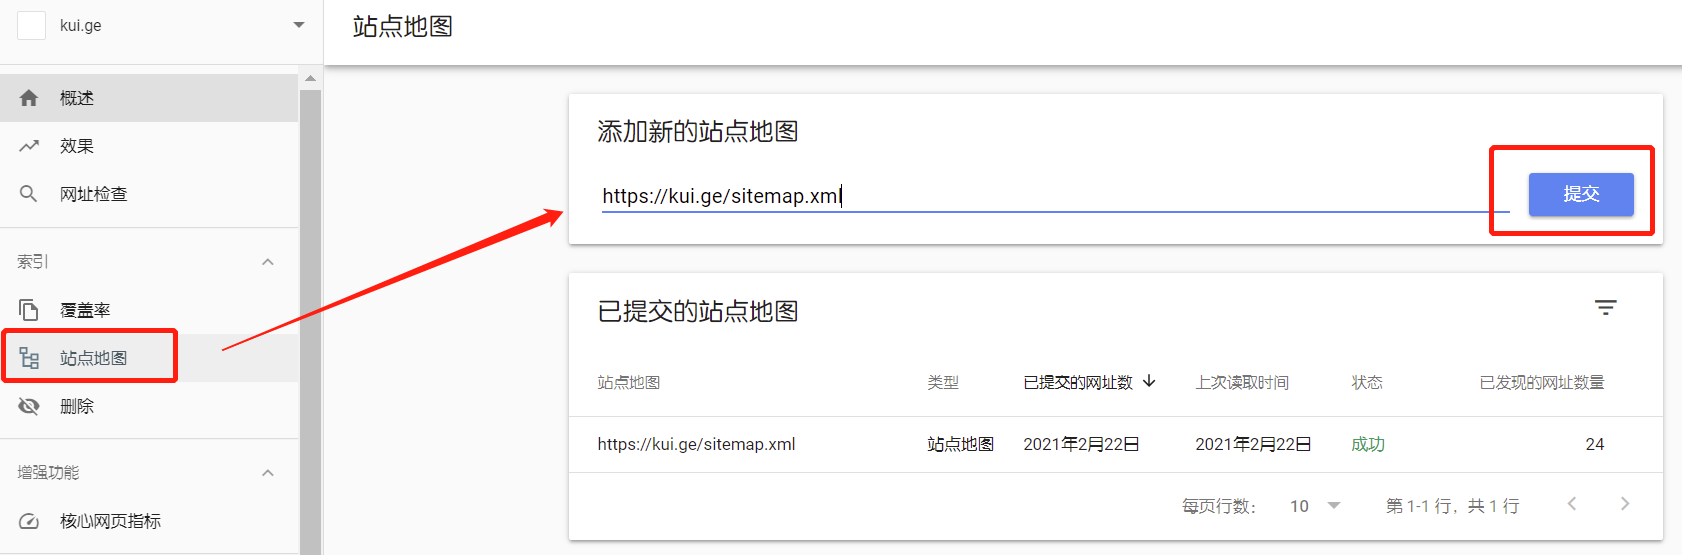 kui.ge
站点地图
概述
效果
网址检查
索引
覆盖率
站点地图
删除
增强功能
核心网页指标
添加新的站点地图
https://kui.ge/sitemap.xml
提交
已提交的站点地图
站点地图 类型 已提交的网址数 上次读取时间 状态 已发现的网址数量
https://kui.ge/sitemap.xml 站点地图 2021年2月22日 2021年2月22日 成功 24
每页行数： 10 第 1-1 行，共 1 行